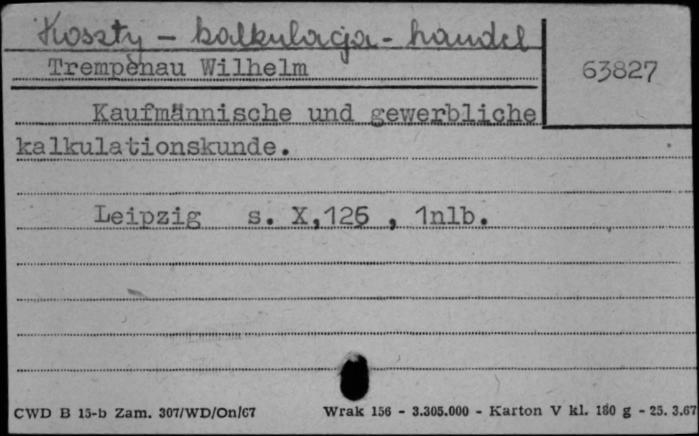 Koszty - kalkulacja - handel
Trempenau Wilhelm
63827
Kaufmännische und gewerbliche
kalkulationskunde.
Leipzig s. X,125 , 1nlb.
CWD B 15-b Zam. 307/WD/On/67 Wrak 156 - 3.305.000 - Karton V kl. 180 g - 25. 3.67